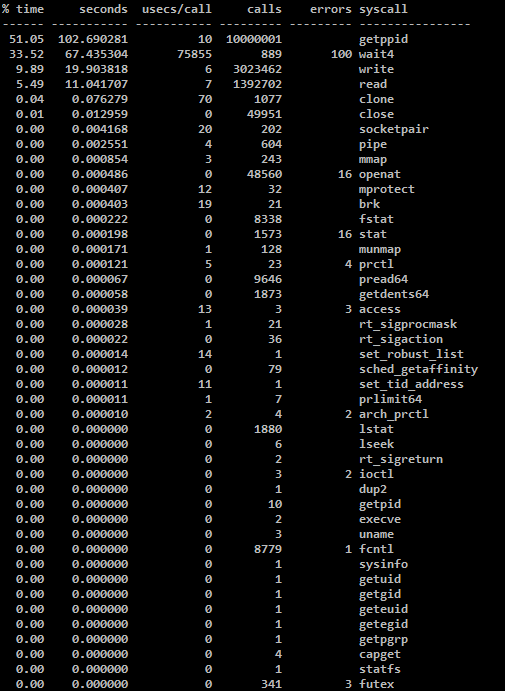 % time     seconds  usecs/call     calls    errors syscall
------ ----------- ----------- --------- --------- ----------------
 51.05  102.690281          10  10000001           getppid
 33.52   67.435304       75855       889       100 wait4
  9.89   19.903818           6   3023462           write
  5.49   11.041707           7   1392702           read
  0.04    0.076279          70      1077           clone
  0.01    0.012959           0     49951           close
  0.00    0.004168          20       202           socketpair
  0.00    0.002551           4       604           pipe
  0.00    0.000854           3       243           mmap
  0.00    0.000486           0     48560        16 openat
  0.00    0.000407          12        32           mprotect
  0.00    0.000403          19        21           brk
  0.00    0.000222           0      8338           fstat
  0.00    0.000198           0      1573        16 stat
  0.00    0.000171           1       128           munmap
  0.00    0.000121           5        23         4 prctl
  0.00    0.000067           0      9646           pread64
  0.00    0.000058           0      1873           getdents64
  0.00    0.000039          13         3         3 access
  0.00    0.000028           1        21           rt_sigprocmask
  0.00    0.000022           0        36           rt_sigaction
  0.00    0.000014          14         1           set_robust_list
  0.00    0.000012           0        79           sched_getaffinity
  0.00    0.000011          11         1           set_tid_address
  0.00    0.000011           1         7           prlimit64
  0.00    0.000010           2         4         2 arch_prctl
  0.00    0.000000           0      1880           lstat
  0.00    0.000000           0         6           lseek
  0.00    0.000000           0         2           rt_sigreturn
  0.00    0.000000           0         3         2 ioctl
  0.00    0.000000           0         1           dup2
  0.00    0.000000           0        10           getpid
  0.00    0.000000           0         2           execve
  0.00    0.000000           0         3           uname
  0.00    0.000000           0      8779         1 fcntl
  0.00    0.000000           0         1           sysinfo
  0.00    0.000000           0         1           getuid
  0.00    0.000000           0         1           getgid
  0.00    0.000000           0         1           geteuid
  0.00    0.000000           0         1           getegid
  0.00    0.000000           0         1           getpgrp
  0.00    0.000000           0         4           capget
  0.00    0.000000           0         1           statfs
  0.00    0.000000           0       341         3 futex